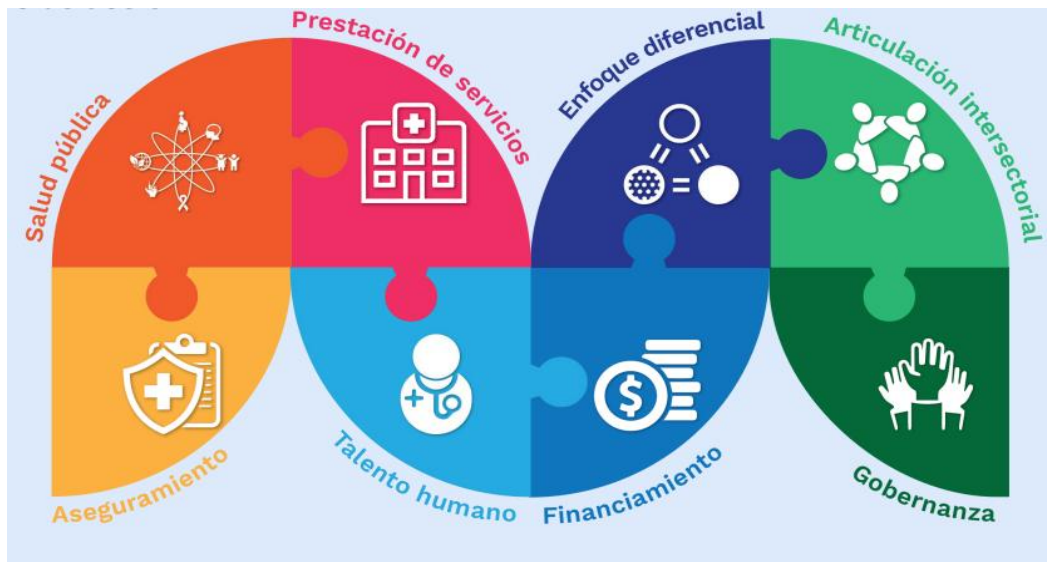 Prestación de servicios
Articulación intersectorial
Salud pública
Enfoque diferencial
Aseguramiento
Talento humano
Financiamiento
Gobernanza
$